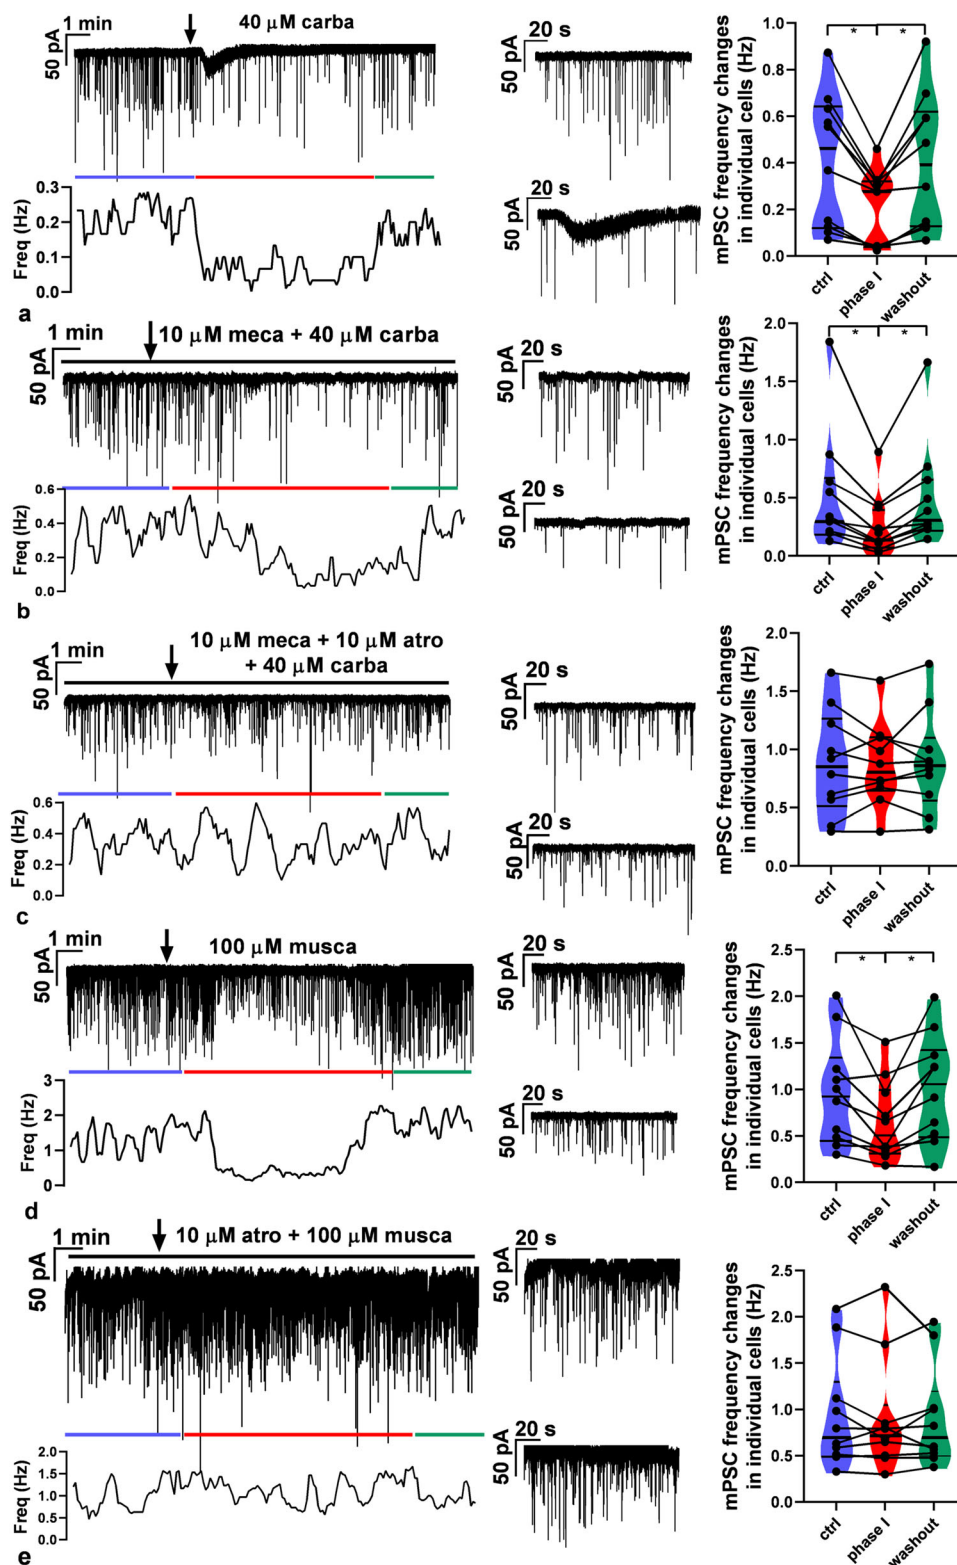 1 min
50 pA
40 μM carba
Freq (Hz)
0.3
0.2
0.1
0.0
20 s
50 pA
20 s
50 pA
mPSC frequency changes
in individual cells (Hz)
1.0
0.8
0.6
0.4
0.2
0.0
* *
ctrl
phase I
washout
a
1 min
50 pA
10 μM meca + 40 μM carba
Freq (Hz)
0.6
0.4
0.2
0.0
20 s
50 pA
20 s
50 pA
mPSC frequency changes
in individual cells (Hz)
2.0
1.5
1.0
0.5
0.0
* *
ctrl
phase I
washout
b
1 min
50 pA
10 μM meca + 10 μM atro
+ 40 μM carba
Freq (Hz)
0.6
0.4
0.2
0.0
20 s
50 pA
20 s
50 pA
mPSC frequency changes
in individual cells (Hz)
2.0
1.5
1.0
0.5
0.0
ctrl
phase I
washout
c
1 min
50 pA
100 μM musca
Freq (Hz)
3
2
1
0
20 s
50 pA
20 s
50 pA
mPSC frequency changes
in individual cells (Hz)
2.5
2.0
1.5
1.0
0.5
0.0
* *
ctrl
phase I
washout
d
1 min
50 pA
10 μM atro + 100 μM musca
Freq (Hz)
2.0
1.5
1.0
0.5
0.0
20 s
50 pA
20 s
50 pA
mPSC frequency changes
in individual cells (Hz)
2.5
2.0
1.5
1.0
0.5
0.0
ctrl
phase I
washout
e